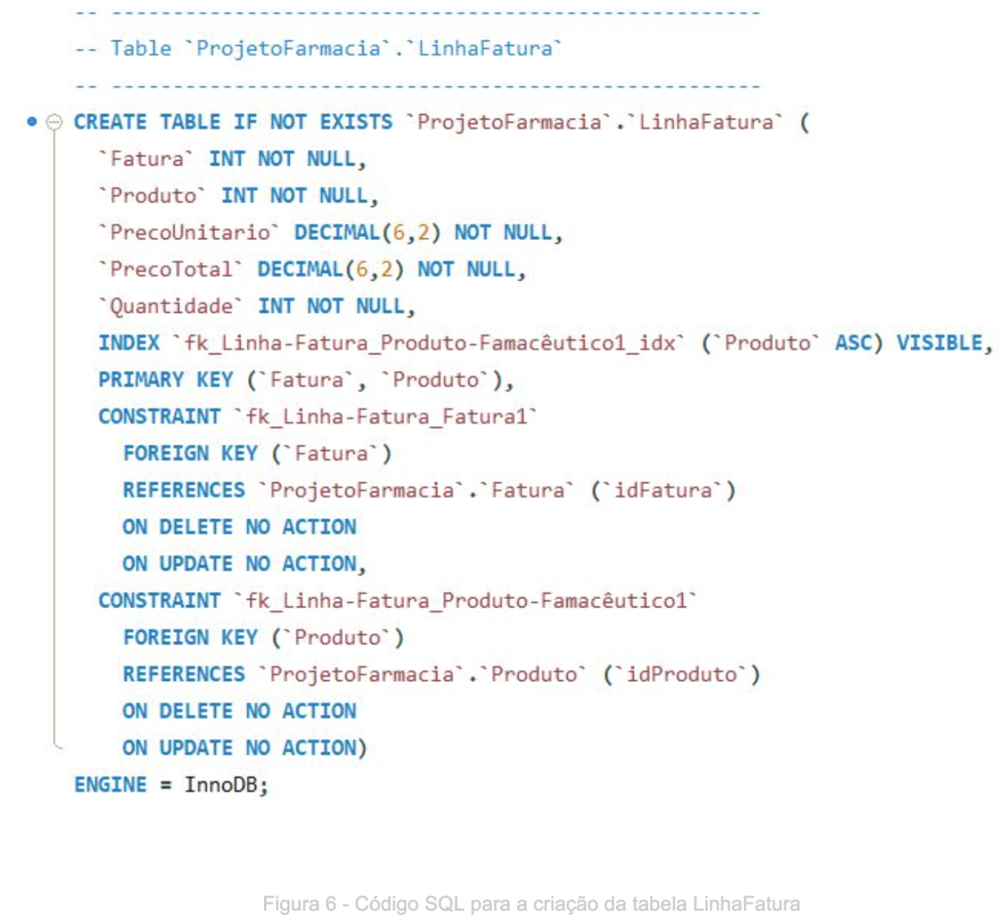 -- -----------------------------------------------------
-- Table `ProjetoFarmacia`.`LinhaFatura`
-- -----------------------------------------------------
CREATE TABLE IF NOT EXISTS `ProjetoFarmacia`.`LinhaFatura` (
`Fatura` INT NOT NULL,
`Produto` INT NOT NULL,
`PrecoUnitario` DECIMAL(6,2) NOT NULL,
`PrecoTotal` DECIMAL(6,2) NOT NULL,
`Quantidade` INT NOT NULL,
INDEX `fk_Linha-Fatura_Produto-Famacêutico1_idx` (`Produto` ASC) VISIBLE,
PRIMARY KEY (`Fatura`, `Produto`),
CONSTRAINT `fk_Linha-Fatura_Fatura1`
FOREIGN KEY (`Fatura`)
REFERENCES `ProjetoFarmacia`.`Fatura` (`idFatura`)
ON DELETE NO ACTION
ON UPDATE NO ACTION,
CONSTRAINT `fk_Linha-Fatura_Produto-Famacêutico1`
FOREIGN KEY (`Produto`)
REFERENCES `ProjetoFarmacia`.`Produto` (`idProduto`)
ON DELETE NO ACTION
ON UPDATE NO ACTION)
ENGINE = InnoDB;
Figura 6 - Código SQL para a criação da tabela LinhaFatura